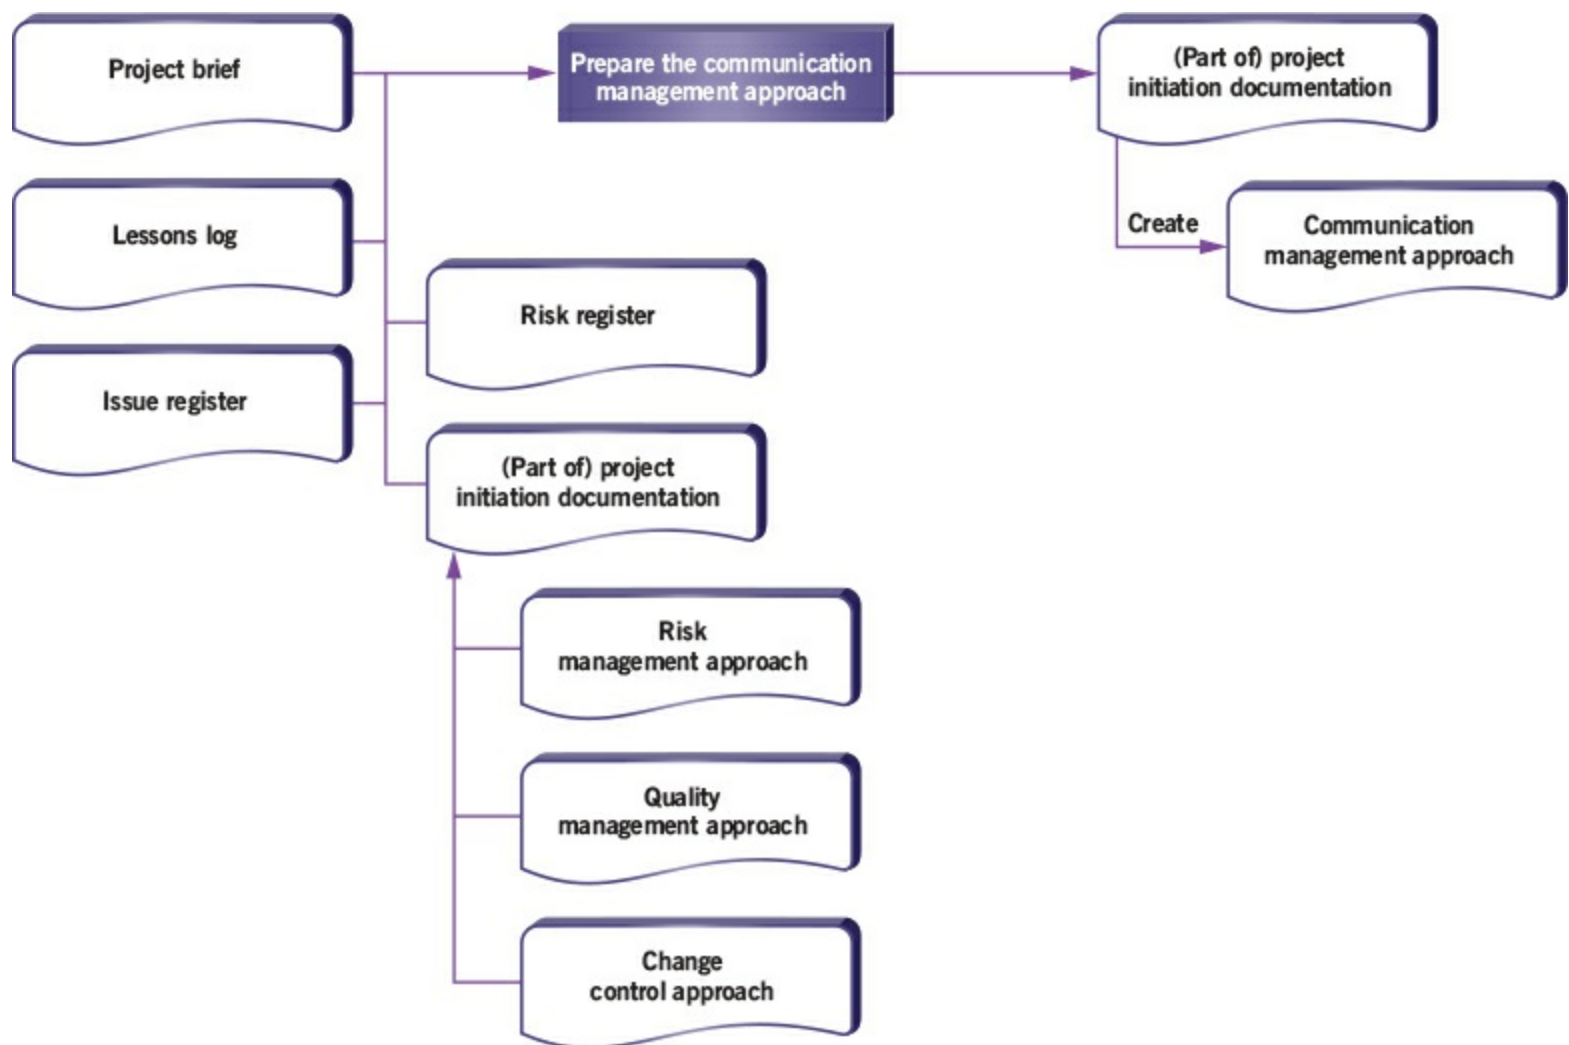 Project brief
Prepare the communication
management approach
(Part of) project
initiation documentation
Lessons log
Create
Communication
management approach
Risk register
Issue register
(Part of) project
initiation documentation
Risk
management approach
Quality
management approach
Change
control approach